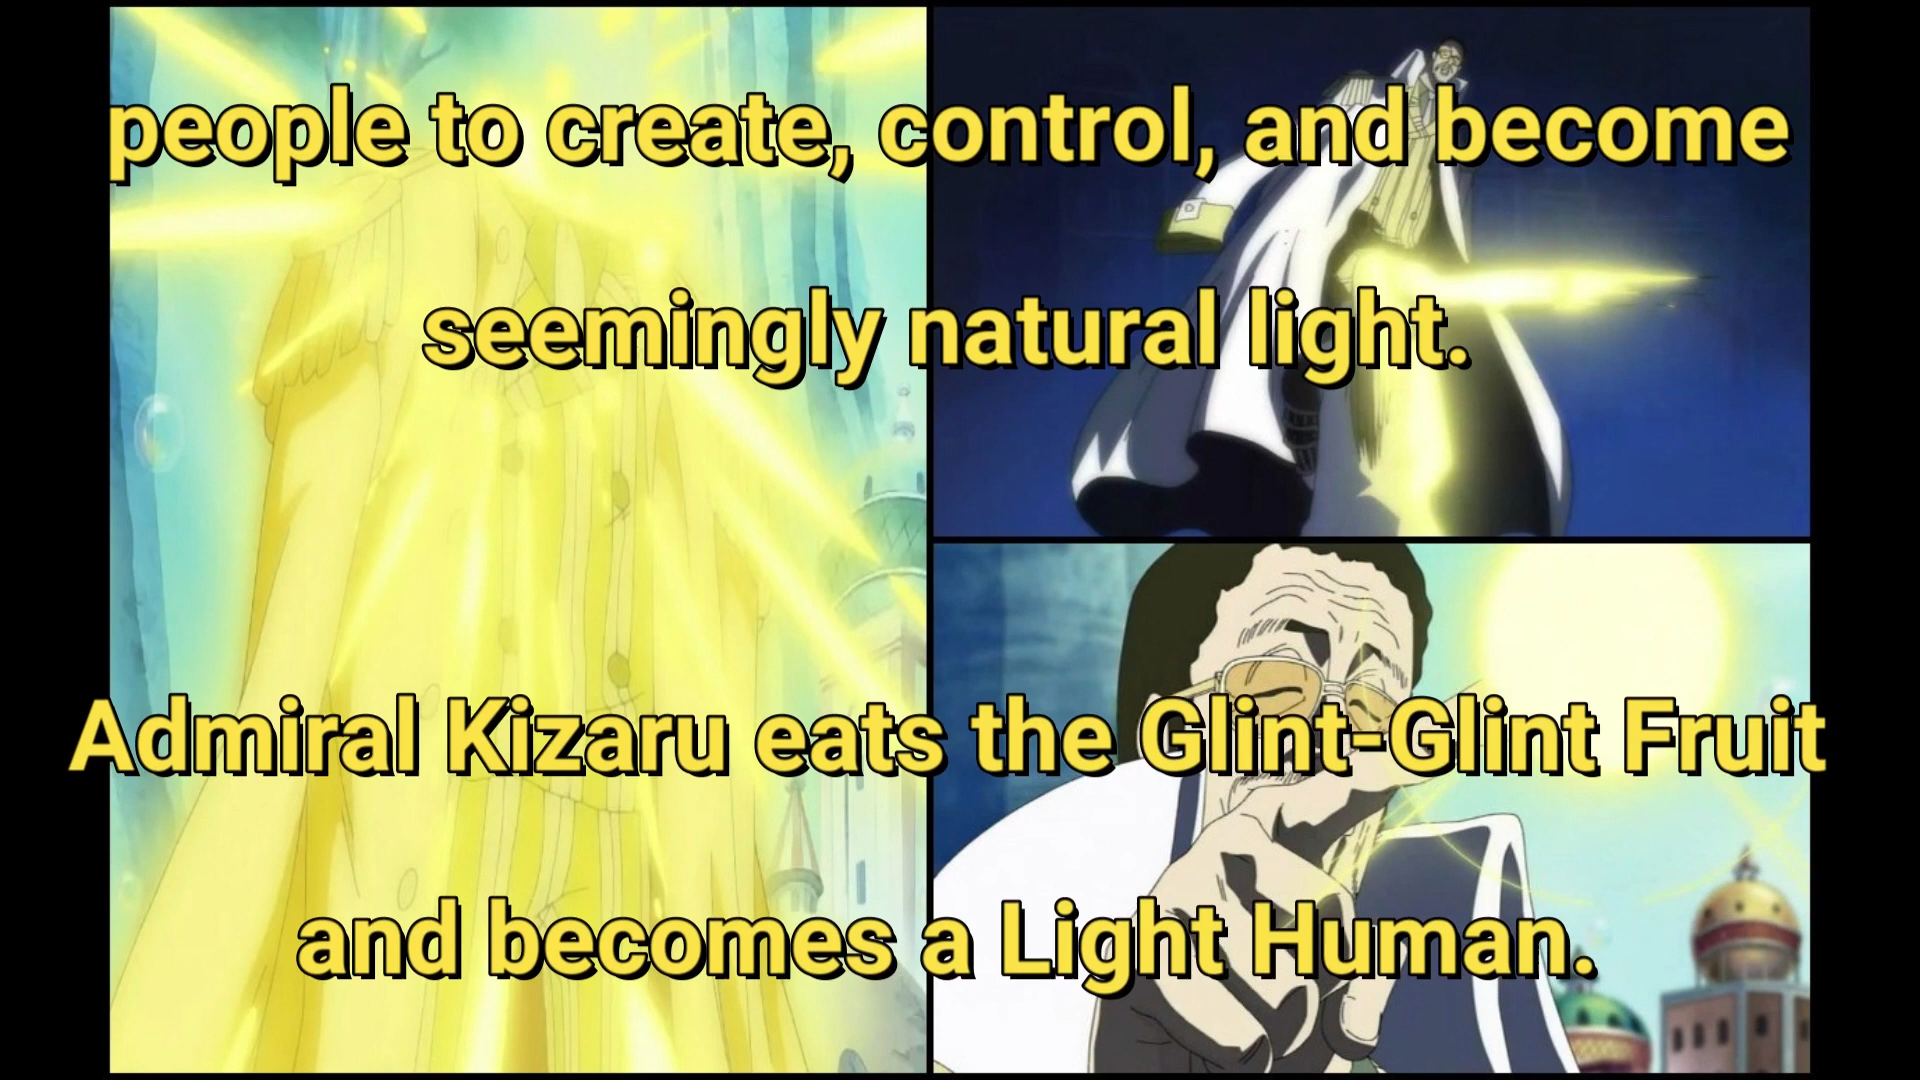 people to create, control, and become
seemingly natural light.
Admiral Kizaru eats the Glint-Glint Fruit
and becomes a Light Human.